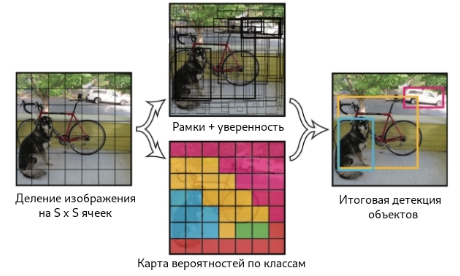 Рамки + уверенность
Деление изображения
на S x S ячеек
Итоговая детекция
объектов
Карта вероятностей по классам